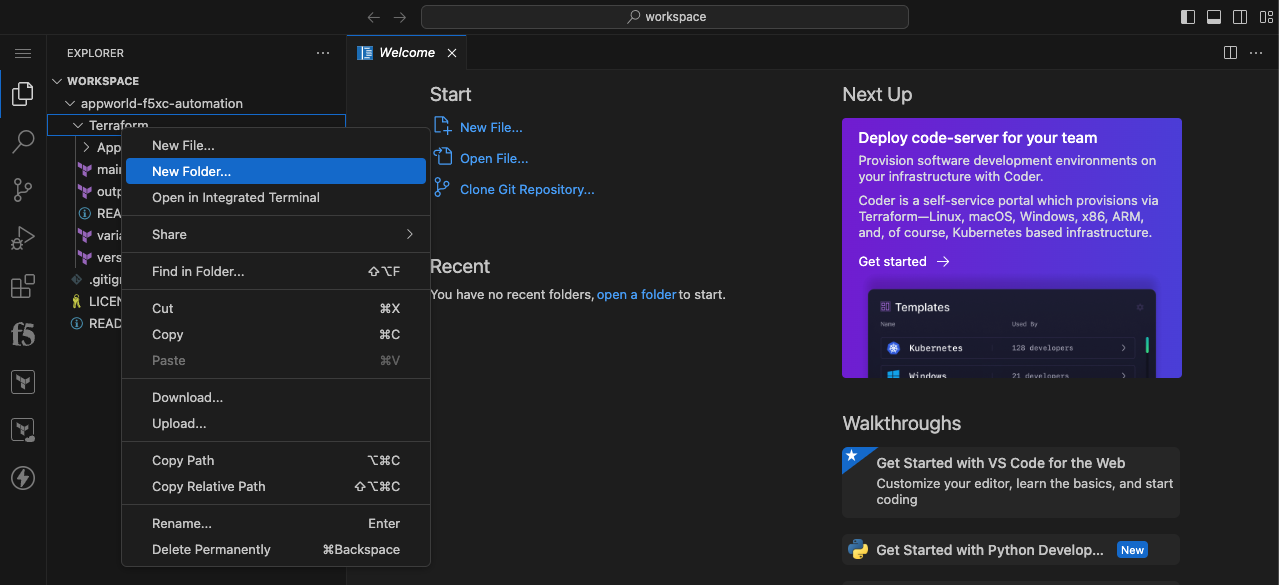 workspace
EXPLORER
WORKSPACE
appworld-f5xc-automation
Terraform
App
main
outp
READ
varia
vers
.gitign
LICEN
READ
New File...
New Folder...
Open in Integrated Terminal
Share
Find in Folder... ⇧⌥F
Cut ⌘X
Copy ⌘C
Paste ⌘V
Download...
Upload...
Copy Path ⌥⌘C
Copy Relative Path ⇧⌥⌘C
Rename... Enter
Delete Permanently ⌘Backspace
f5
Welcome
Start
New File...
Open File...
Clone Git Repository...
Recent
You have no recent folders, open a folder to start.
Next Up
Deploy code-server for your team
Provision software development environments on
your infrastructure with Coder.
Coder is a self-service portal which provisions via
Terraform—Linux, macOS, Windows, x86, ARM,
and, of course, Kubernetes based infrastructure.
Get started →
Templates
Name Used By
Kubernetes 128 developers
Windows 21 developers
Walkthroughs
Get Started with VS Code for the Web
Customize your editor, learn the basics, and start
coding
Get Started with Python Develop... New